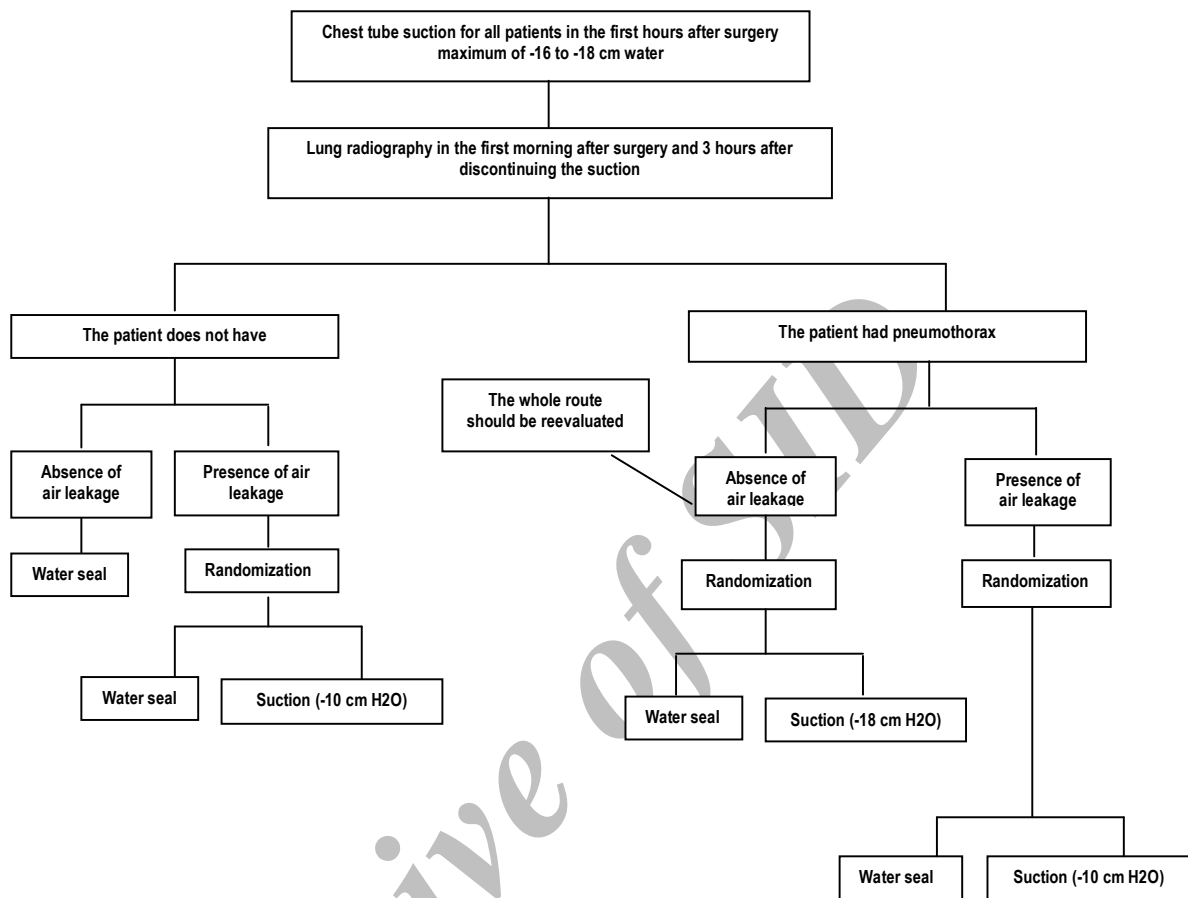 Chest tube suction for all patients in the first hours after surgery
maximum of -16 to -18 cm water
Lung radiography in the first morning after surgery and 3 hours after
discontinuing the suction
The patient does not have
The patient had pneumothorax
The whole route
should be reevaluated
Absence of
air leakage
Presence of air
leakage
Absence of
air leakage
Presence of
air leakage
Water seal
Randomization
Randomization
Randomization
Water seal
Suction (-10 cm H2O)
Water seal
Suction (-18 cm H2O)
Water seal
Suction (-10 cm H2O)
ive of SID